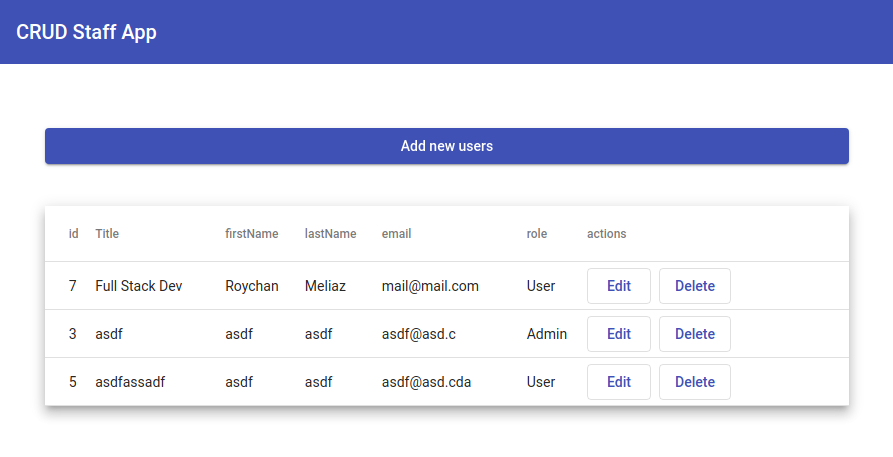 CRUD Staff App
Add new users
id Title firstName lastName email role actions
7 Full Stack Dev Roychan Meliaz mail@mail.com User Edit Delete
3 asdf asdf asdf asdf@asd.c Admin Edit Delete
5 asdfassadf asdf asdf asdf@asd.cda User Edit Delete